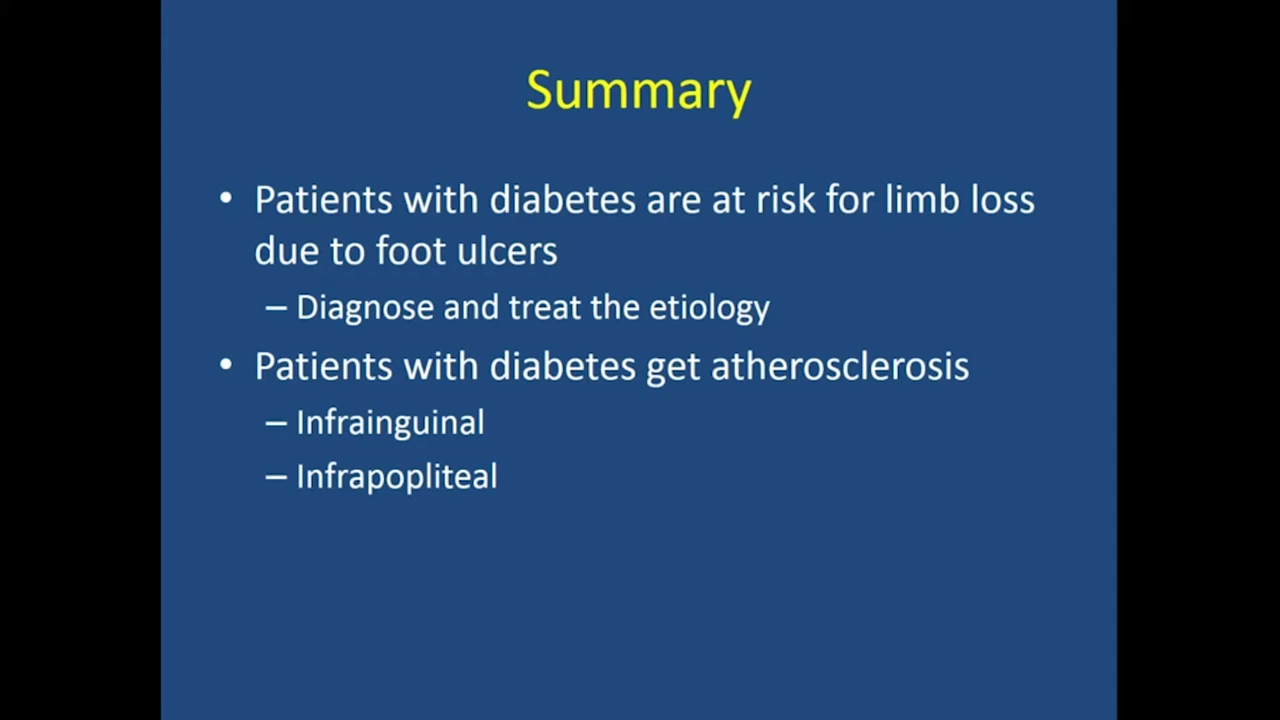 Summary
• Patients with diabetes are at risk for limb loss
due to foot ulcers
– Diagnose and treat the etiology
• Patients with diabetes get atherosclerosis
– Infrainguinal
– Infrapopliteal